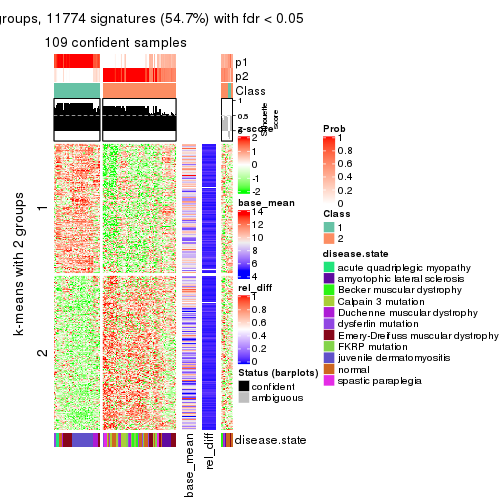 groups, 11774 signatures (54.7%) with fdr < 0.05
109 confident samples
p1
p2
Class
1
0.5
0
Silhouette
score
k-means with 2 groups
1
2
z-score
2
1
0
-1
-2
base_mean
14
12
10
8
6
4
rel_diff
1
0.8
0.6
0.4
0.2
0
Status (barplots)
confident
ambiguous
Prob
1
0.8
0.6
0.4
0.2
0
Class
1
2
disease.state
acute quadriplegic myopathy
amyotophic lateral sclerosis
Becker muscular dystrophy
Calpain 3 mutation
Duchenne muscular dystrophy
dysferlin mutation
Emery-Dreifuss muscular dystrophy
FKRP mutation
juvenile dermatomyositis
normal
spastic paraplegia
disease.state
base_mean
rel_diff